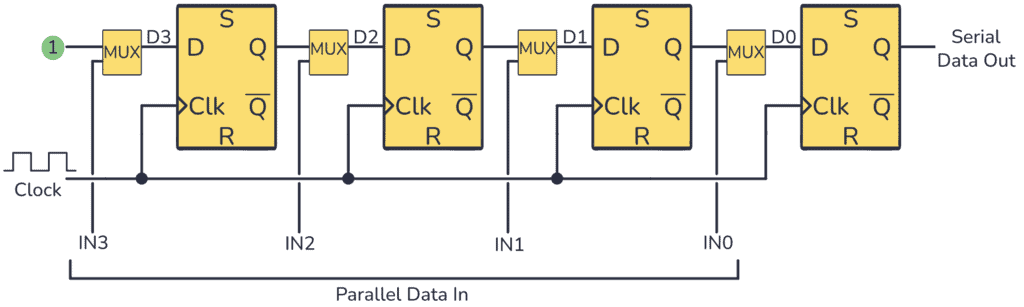 S S S S
1 MUX D3 D Q MUX D2 D Q MUX D1 D Q MUX D0 D Q Serial
Data Out
Clk Q Clk Q Clk Q Clk Q
R R R R
Clock
IN3 IN2 IN1 IN0
Parallel Data In